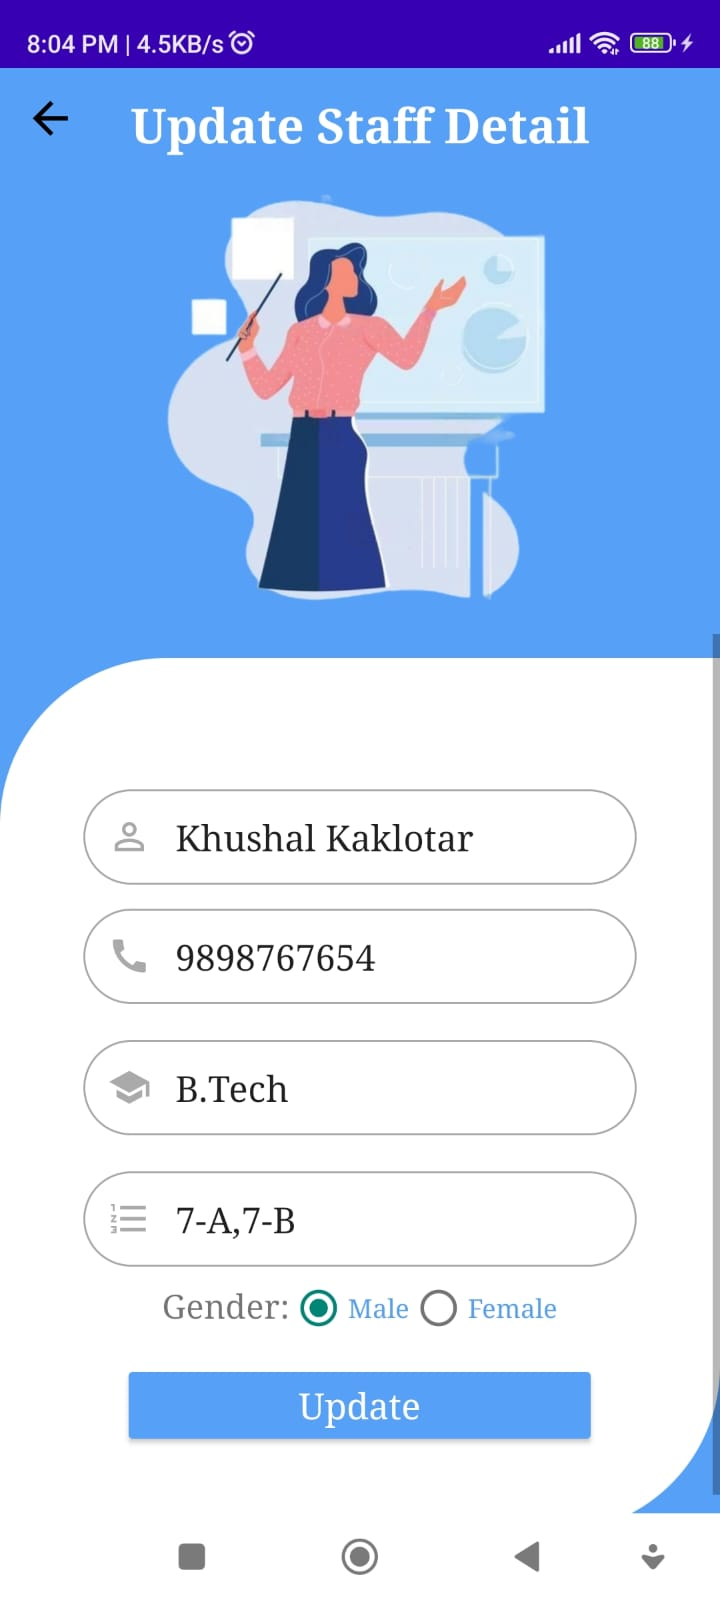 8:04 PM | 4.5KB/s 88
Update Staff Detail
Khushal Kaklotar
9898767654
B.Tech
7-A,7-B
Gender: Male Female
Update